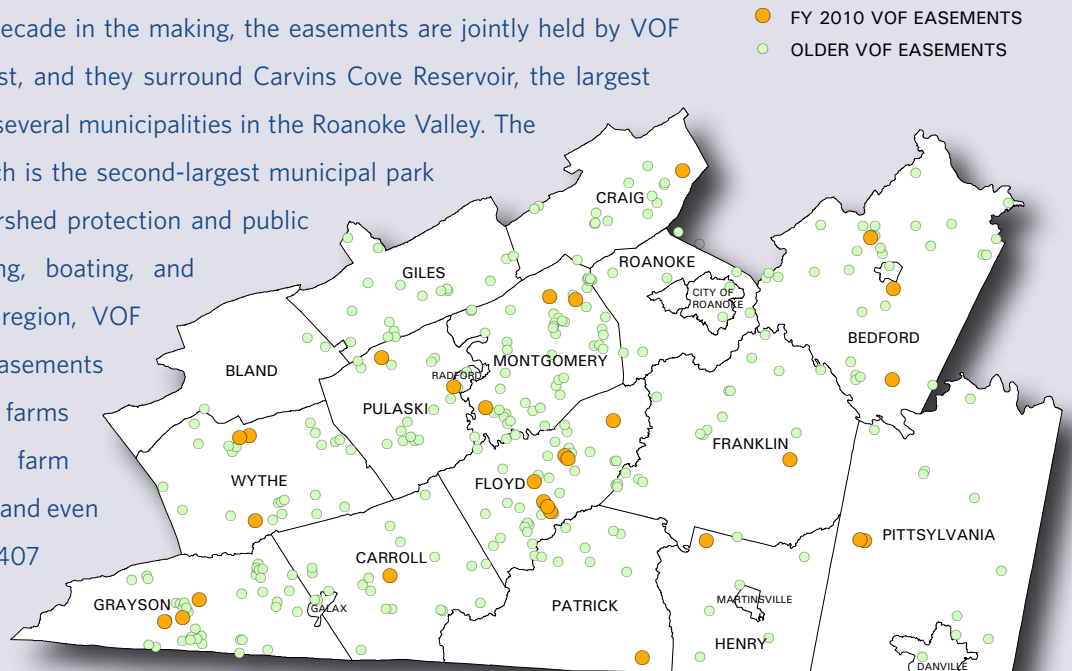 ecade in the making, the easements are jointly held by VOF
st, and they surround Carvins Cove Reservoir, the largest
several municipalities in the Roanoke Valley. The
ch is the second-largest municipal park
rshed protection and public
ng, boating, and
region, VOF
asements
farms
farm
and even
407
FY 2010 VOF EASEMENTS
OLDER VOF EASEMENTS
CRAIG
ROANOKE
GILES
CITY OF
ROANOKE
BEDFORD
MONTGOMERY
BLAND
RADFORD
PULASKI
FRANKLIN
WYTHE
FLOYD
PITTSYLVANIA
CARROLL
GRAYSON
GALAX
PATRICK
MARTINSVILLE
HENRY
DANVILLE